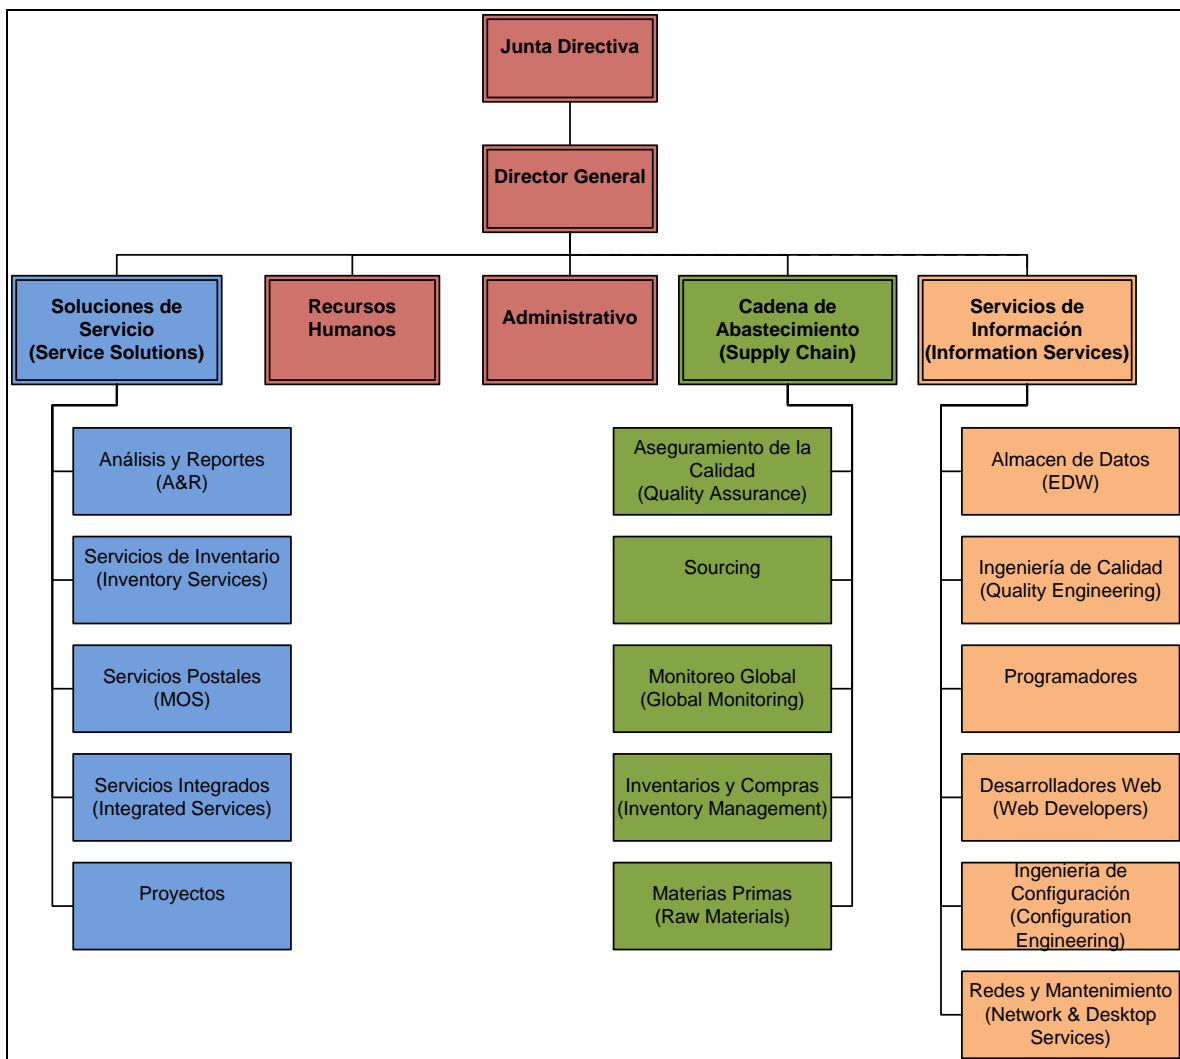 Junta Directiva
Director General
Soluciones de
Servicio
(Service Solutions)
Recursos
Humanos
Administrativo
Cadena de
Abastecimiento
(Supply Chain)
Servicios de
Información
(Information Services)
Análisis y Reportes
(A&R)
Servicios de Inventario
(Inventory Services)
Servicios Postales
(MOS)
Servicios Integrados
(Integrated Services)
Proyectos
Aseguramiento de la
Calidad
(Quality Assurance)
Sourcing
Monitoreo Global
(Global Monitoring)
Inventarios y Compras
(Inventory Management)
Materias Primas
(Raw Materials)
Almacen de Datos
(EDW)
Ingeniería de Calidad
(Quality Engineering)
Programadores
Desarrolladores Web
(Web Developers)
Ingeniería de
Configuración
(Configuration
Engineering)
Redes y Mantenimiento
(Network & Desktop
Services)